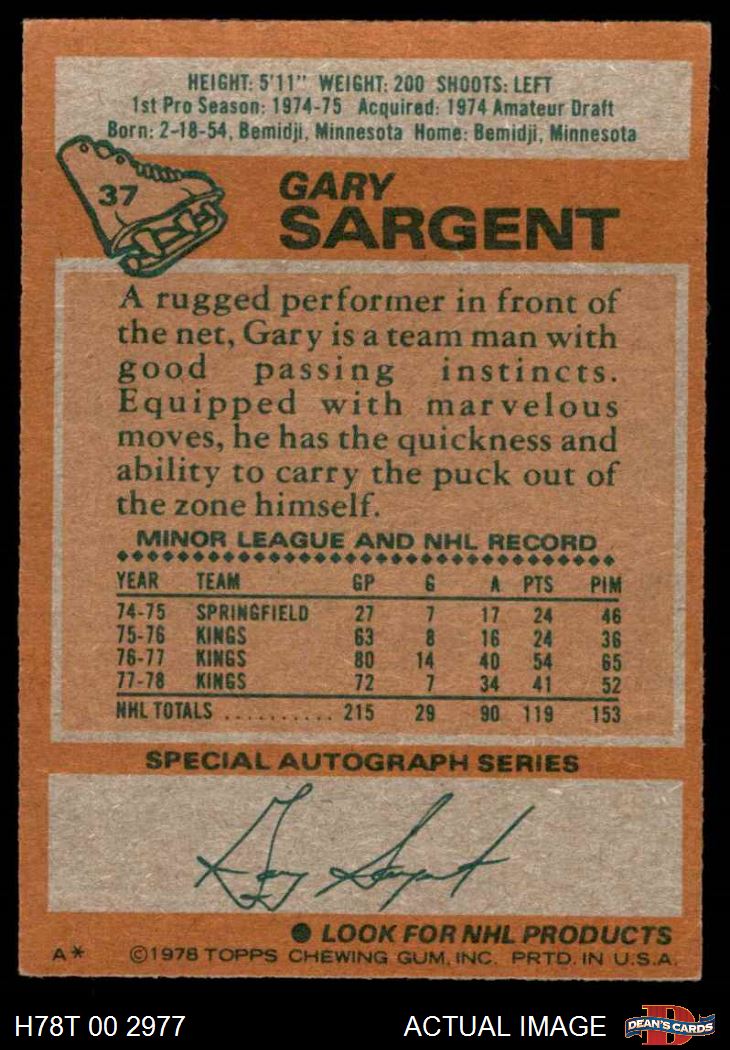 HEIGHT: 5'11" WEIGHT: 200 SHOOTS: LEFT
1st Pro Season: 1974-75 Acquired: 1974 Amateur Draft
Born: 2-18-54, Bemidji, Minnesota Home: Bemidji, Minnesota
37
GARY
SARGENT
A rugged performer in front of
the net, Gary is a team man with
good passing instincts.
Equipped with marvelous
moves, he has the quickness and
ability to carry the puck out of
the zone himself.
MINOR LEAGUE AND NHL RECORD
YEAR TEAM GP G A PTS PIM
74-75 SPRINGFIELD 27 7 17 24 46
75-76 KINGS 63 8 16 24 36
76-77 KINGS 80 14 40 54 65
77-78 KINGS 72 7 34 41 52
NHL TOTALS .......... 215 29 90 119 153
SPECIAL AUTOGRAPH SERIES
Gary Sargent
● LOOK FOR NHL PRODUCTS
A* ©1978 TOPPS CHEWING GUM, INC. PRTD. IN U.S.A.
H78T 00 2977 ACTUAL IMAGE DEAN'S CARDS